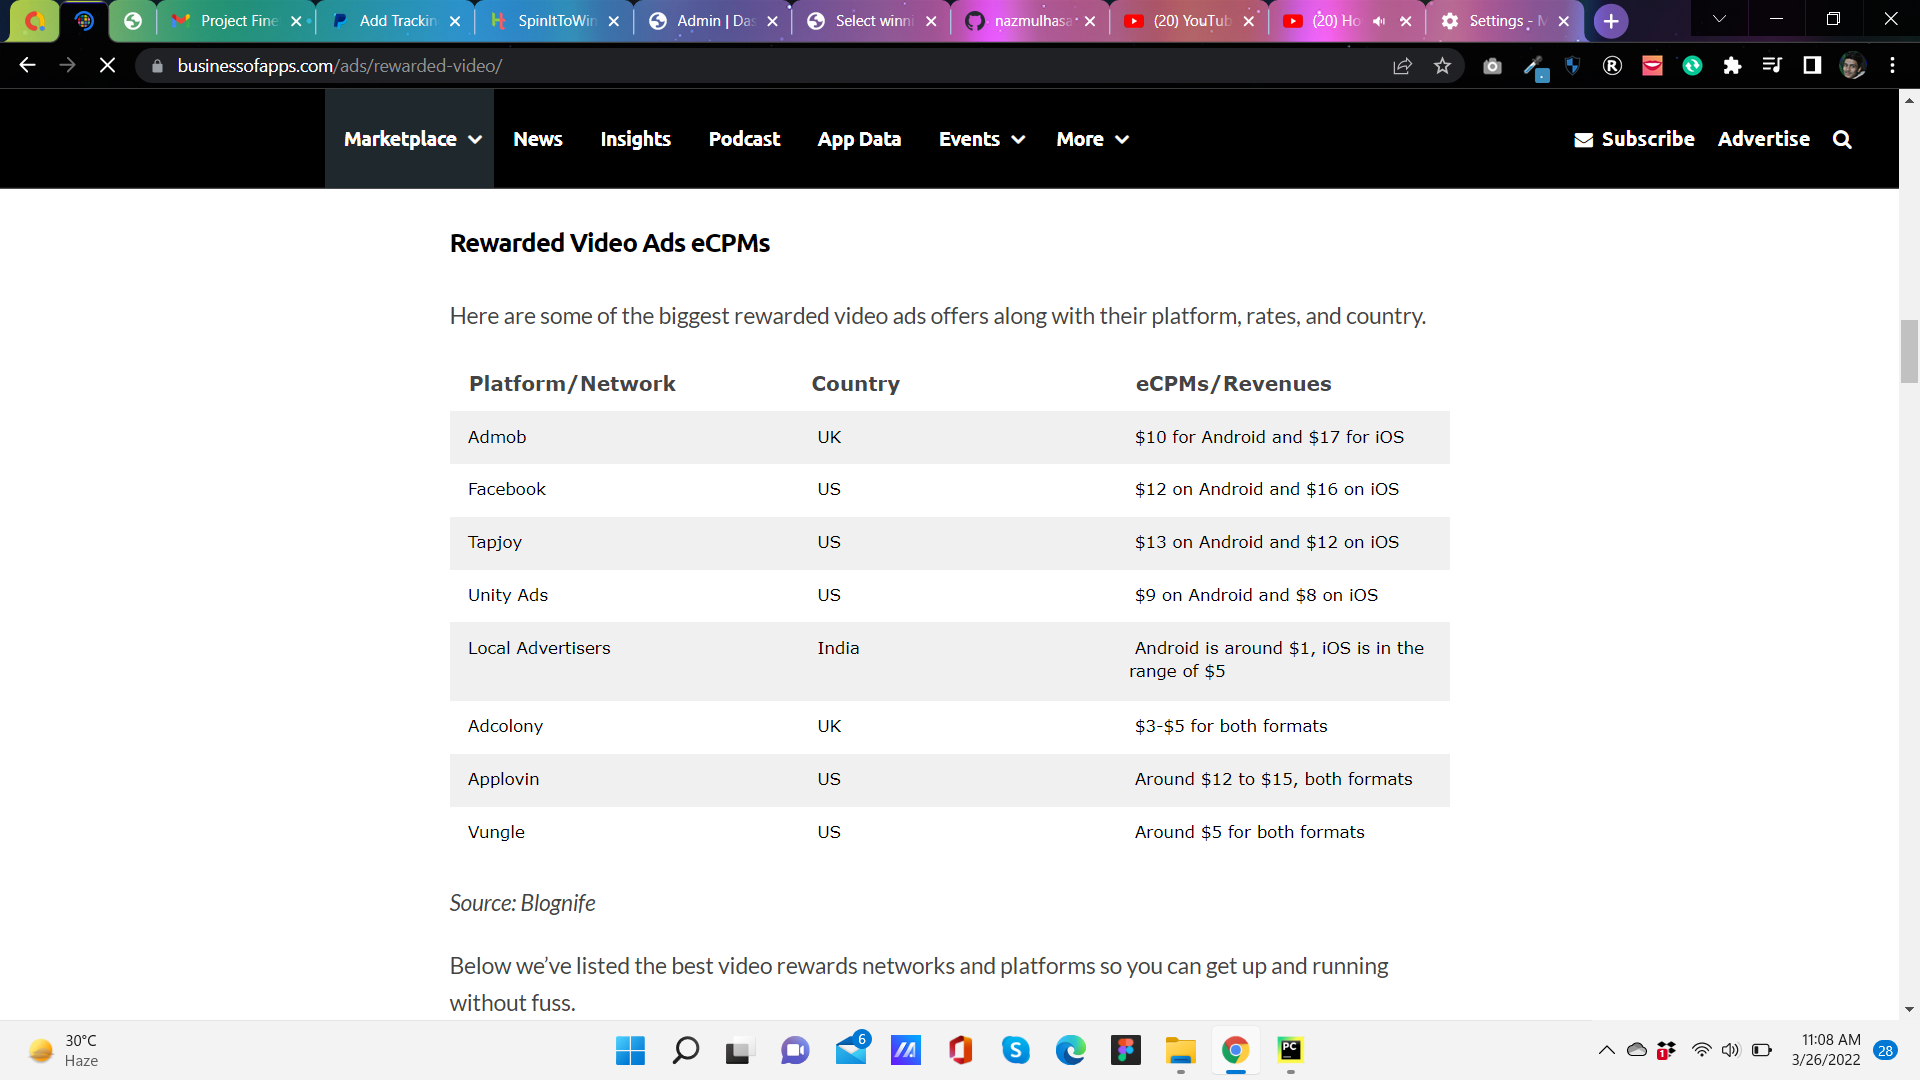 Project Fine
Add Trackin
SpinItToWin
Admin | Das
Select winni
nazmulhasa
(20) YouTub
(20) Ho
Settings - M
businessofapps.com/ads/rewarded-video/
Marketplace
News
Insights
Podcast
App Data
Events
More
Subscribe
Advertise
Rewarded Video Ads eCPMs
Here are some of the biggest rewarded video ads offers along with their platform, rates, and country.
Platform/Network Country eCPMs/Revenues
Admob UK $10 for Android and $17 for iOS
Facebook US $12 on Android and $16 on iOS
Tapjoy US $13 on Android and $12 on iOS
Unity Ads US $9 on Android and $8 on iOS
Local Advertisers India Android is around $1, iOS is in the
range of $5
Adcolony UK $3-$5 for both formats
Applovin US Around $12 to $15, both formats
Vungle US Around $5 for both formats
Source: Blognife
Below we’ve listed the best video rewards networks and platforms so you can get up and running
without fuss.
30°C
Haze
6
PC
1
11:08 AM
3/26/2022
28